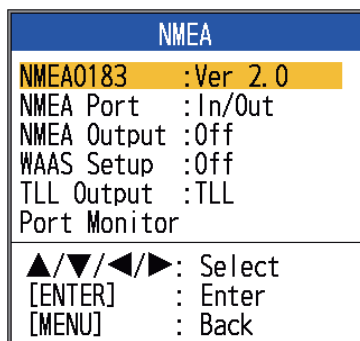 NMEA
NMEA0183 :Ver 2.0
NMEA Port :In/Out
NMEA Output :Off
WAAS Setup :Off
TLL Output :TLL
Port Monitor
▲/▼/◀/▶: Select
[ENTER] : Enter
[MENU] : Back